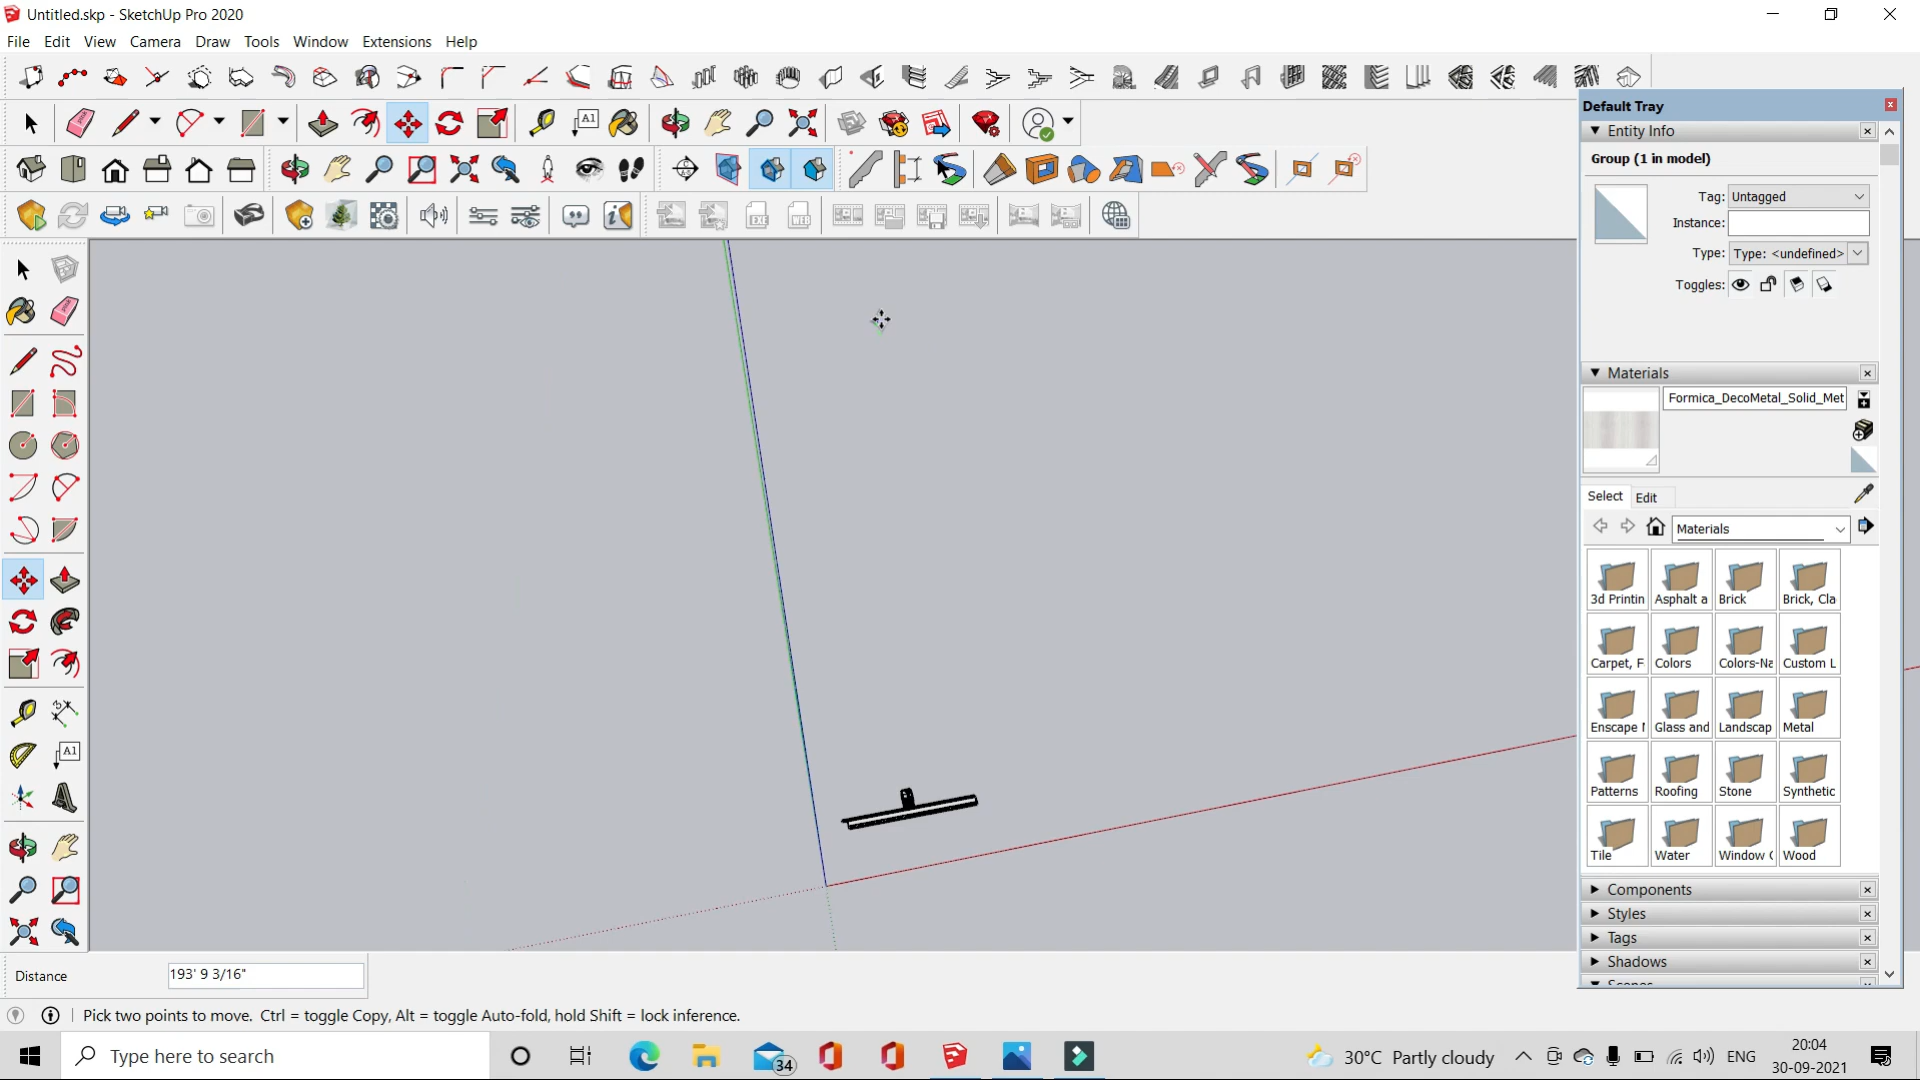 Untitled.skp - SketchUp Pro 2020
File Edit View Camera Draw Tools Window Extensions Help
Default Tray
Entity Info
Group (1 in model)
Tag: Untagged
Instance:
Type: Type: <undefined>
Toggles:
Materials
Formica_DecoMetal_Solid_Met
Select Edit
Materials
3d Printin Asphalt a Brick Brick, Cla
Carpet, F Colors Colors-Na Custom L
Enscape Glass and Landscap Metal
Patterns Roofing Stone Synthetic
Tile Water Window Wood
Components
Styles
Tags
Shadows
Scenes
A1
A1
Distance 193' 9 3/16"
Pick two points to move. Ctrl = toggle Copy, Alt = toggle Auto-fold, hold Shift = lock inference.
Type here to search
34
30°C Partly cloudy
ENG
20:04
30-09-2021